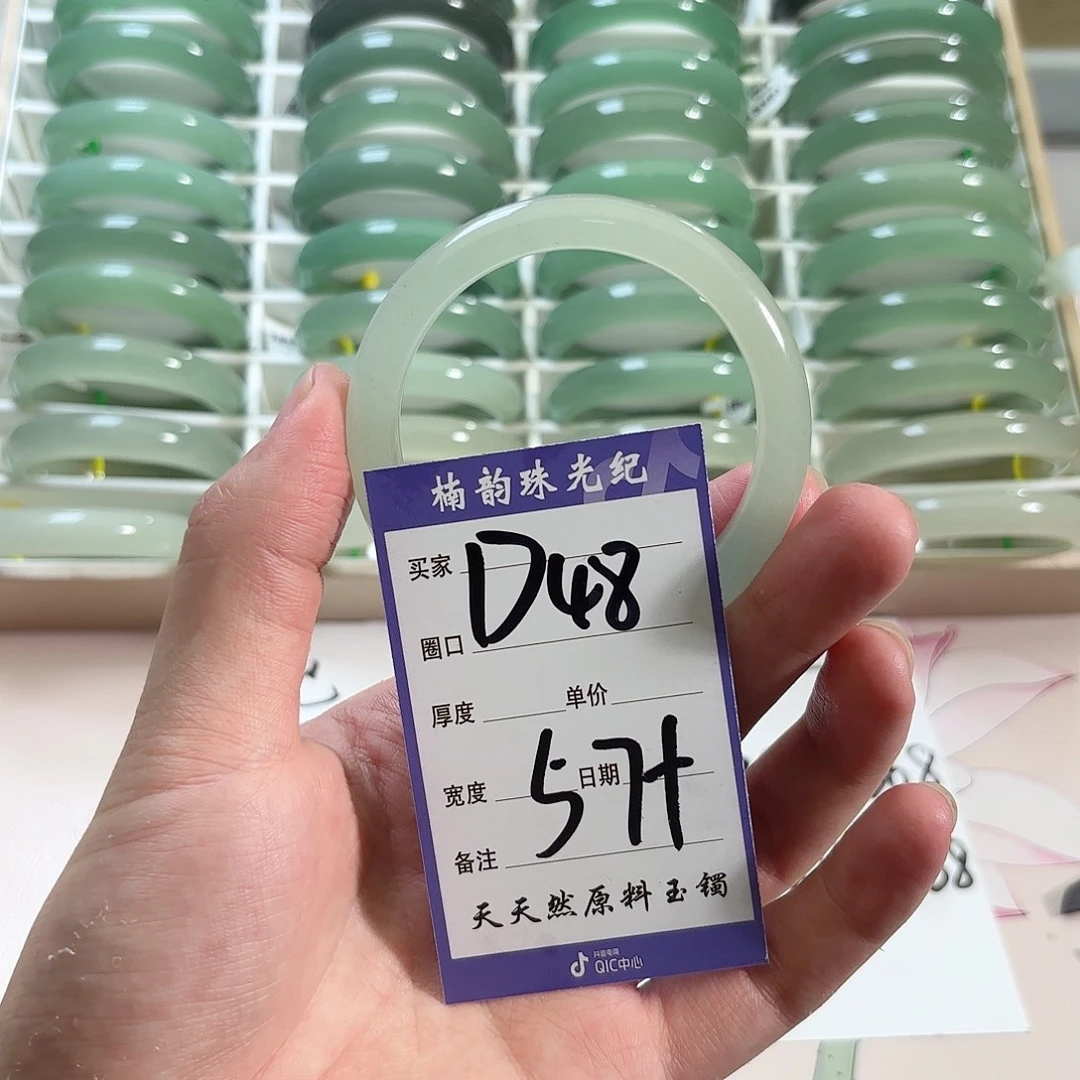 楠韵珠光纪
买家 D48
圈口
厚度 单价
宽度 57 日期
备注
天天然原料玉镯
抖音电商
QIC中心